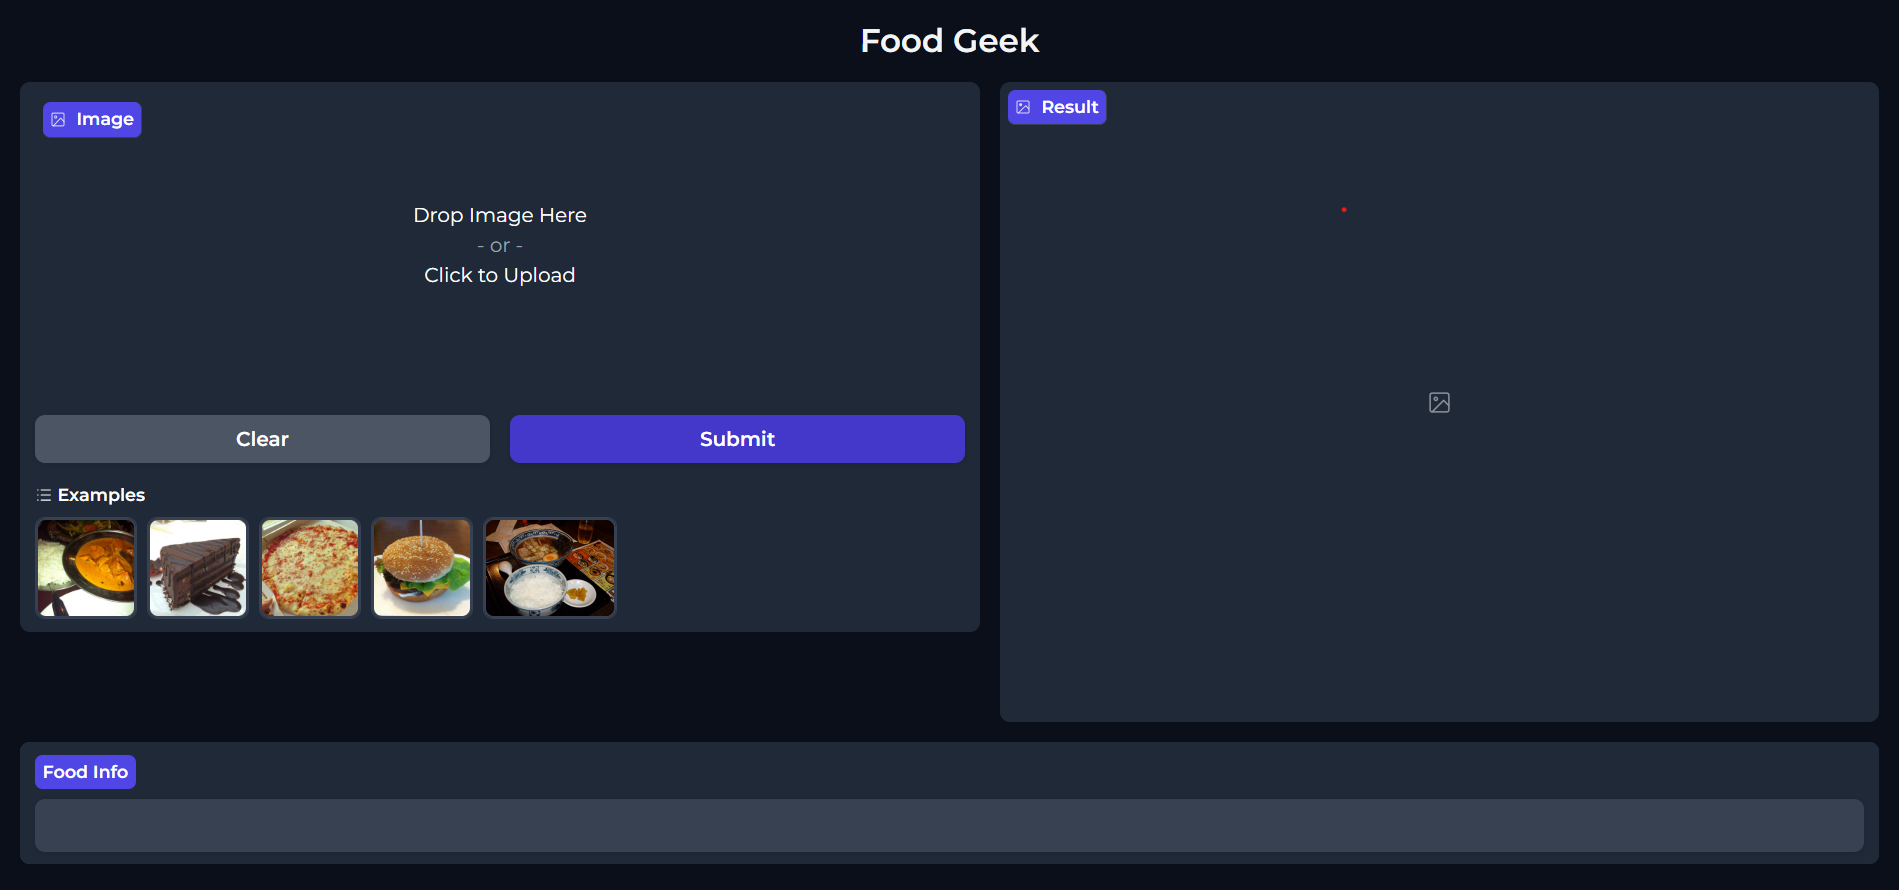 Food Geek
Image
Drop Image Here
- or -
Click to Upload
Clear
Submit
Examples
Result
Food Info